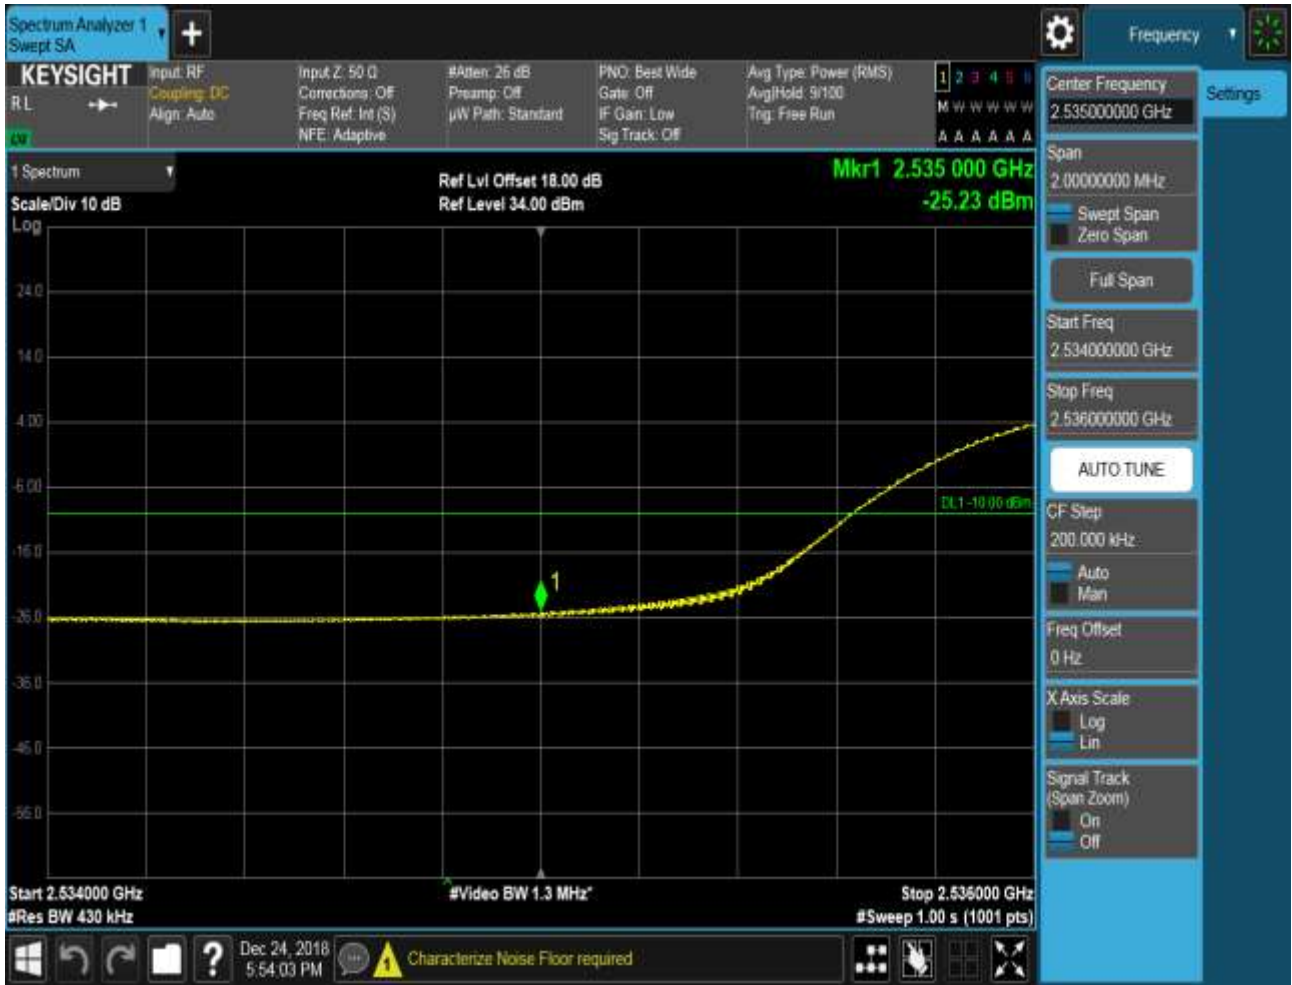 Spectrum Analyzer 1
Swept SA
+
Frequency
KEYSIGHT
Input: RF
Input Z: 50 Ω
#Atten: 26 dB
PNO: Best Wide
Avg Type: Power (RMS)
1 2 3 4 5 6
RL
Coupling: DC
Corrections: Off
Preamp: Off
Gate: Off
Avg|Hold: 9/100
M W W W W W
Align: Auto
Freq Ref: Int (S)
µW Path: Standard
IF Gain: Low
Trig: Free Run
NFE: Adaptive
Sig Track: Off
A A A A A A
1 Spectrum
Ref Lvl Offset 18.00 dB
Mkr1 2.535 000 GHz
Scale/Div 10 dB
Ref Level 34.00 dBm
-25.23 dBm
Log
24.0
14.0
4.00
-6.00
DL1 -10.00 dBm
-16.0
1
-26.0
-36.0
-46.0
-56.0
Start 2.534000 GHz
#Video BW 1.3 MHz*
Stop 2.536000 GHz
#Res BW 430 kHz
#Sweep 1.00 s (1001 pts)
Center Frequency
2.535000000 GHz
Settings
Span
2.00000000 MHz
Swept Span
Zero Span
Full Span
Start Freq
2.534000000 GHz
Stop Freq
2.536000000 GHz
AUTO TUNE
CF Step
200.000 kHz
Auto
Man
Freq Offset
0 Hz
X Axis Scale
Log
Lin
Signal Track
(Span Zoom)
On
Off
?
Dec 24, 2018
5:54:03 PM
1
Characterize Noise Floor required